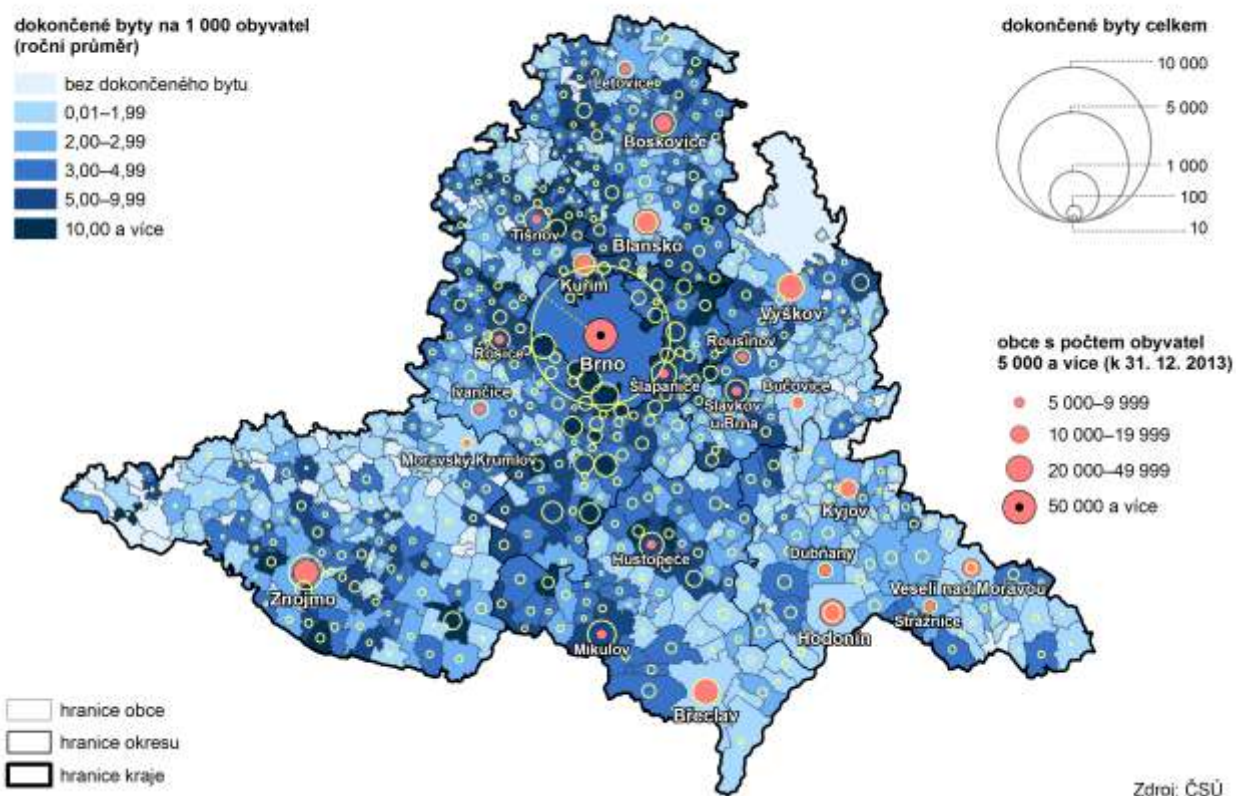 dokončené byty na 1 000 obyvatel
(roční průměr)
bez dokončeného bytu
0,01–1,99
2,00–2,99
3,00–4,99
5,00–9,99
10,00 a více
dokončené byty celkem
10 000
5 000
1 000
100
10
Letovice
Boskovice
Tišnov
Blansko
Kuřim
Vyškov
Rosice
Brno
Rousínov
Šlapanice
Bučovice
Ivančice
Slavkov
u Brna
Moravský Krumlov
Kyjov
Hustopeče
Dubňany
Znojmo
Veselí nad Moravou
Strážnice
Hodonín
Mikulov
Břeclav
obce s počtem obyvatel
5 000 a více (k 31. 12. 2013)
5 000–9 999
10 000–19 999
20 000–49 999
50 000 a více
hranice obce
hranice okresu
hranice kraje
Zdroj: ČSÚ